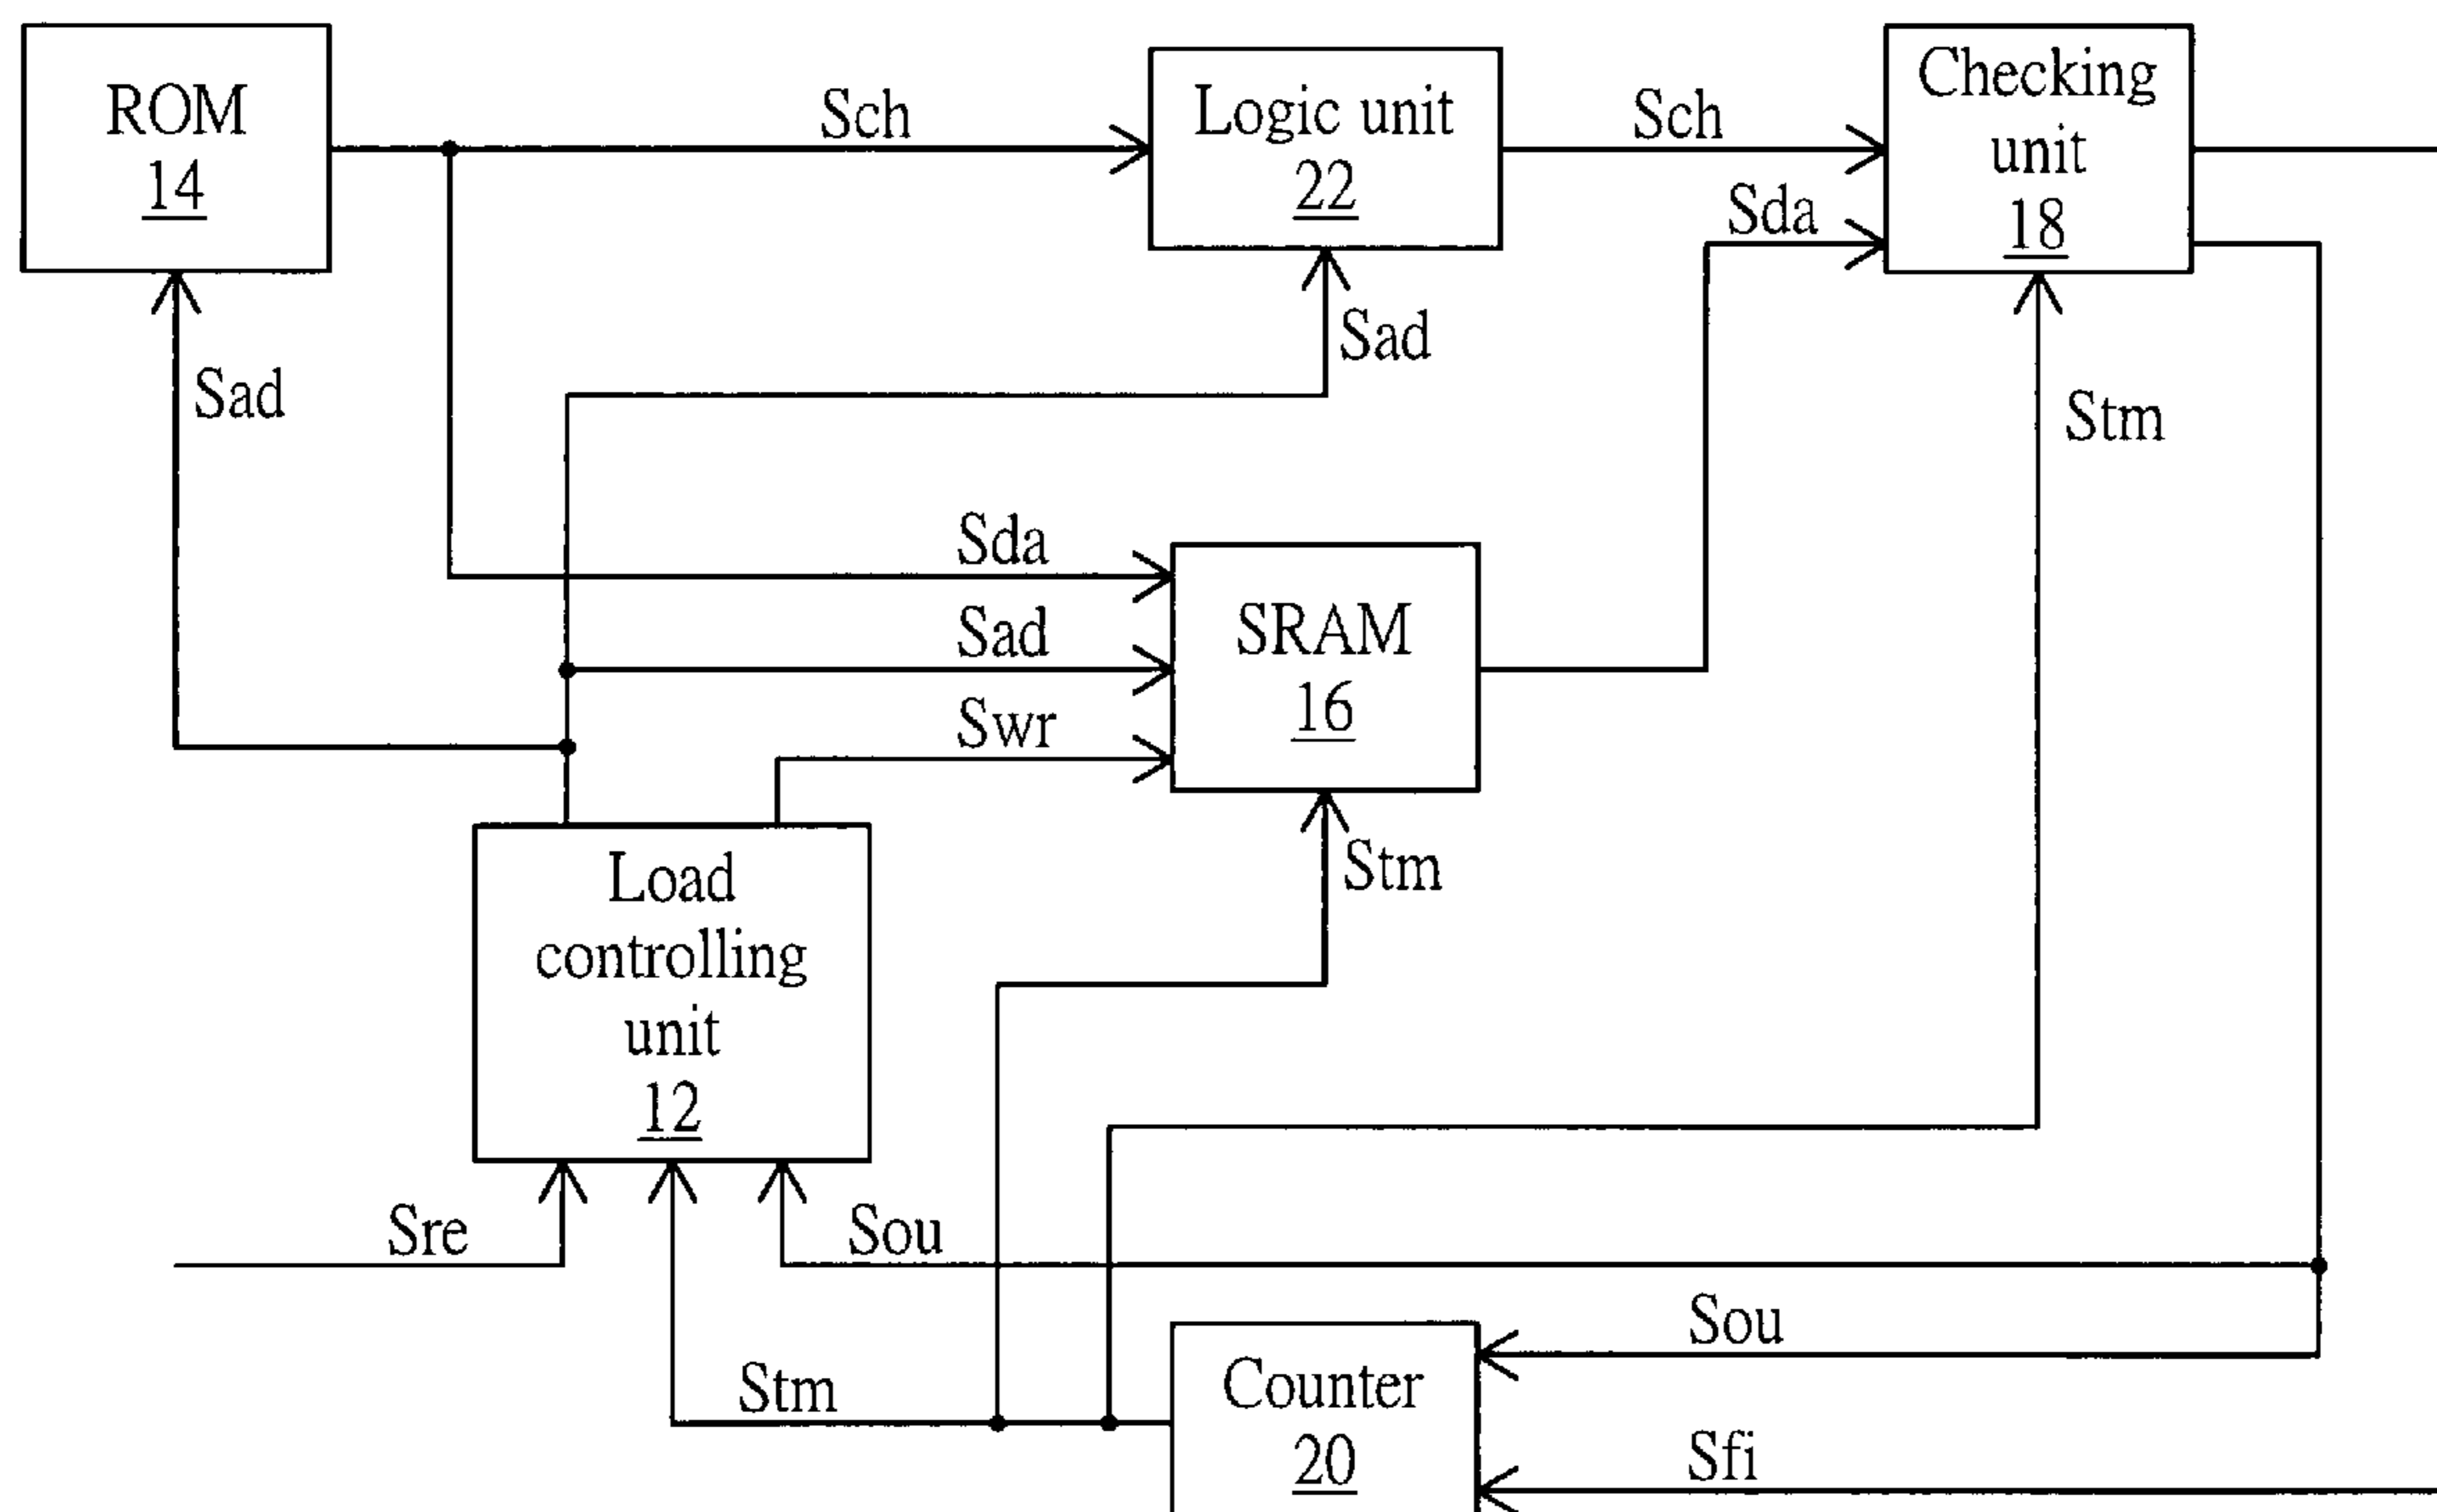 ROM
14
Sch
Logic unit
22
Sch
Checking
unit
18
Sda
Sad
Sad
Stm
Sda
Sad
Swr
SRAM
16
Stm
Load
controlling
unit
12
Sre
Sou
Sou
Stm
Counter
20
Sfi